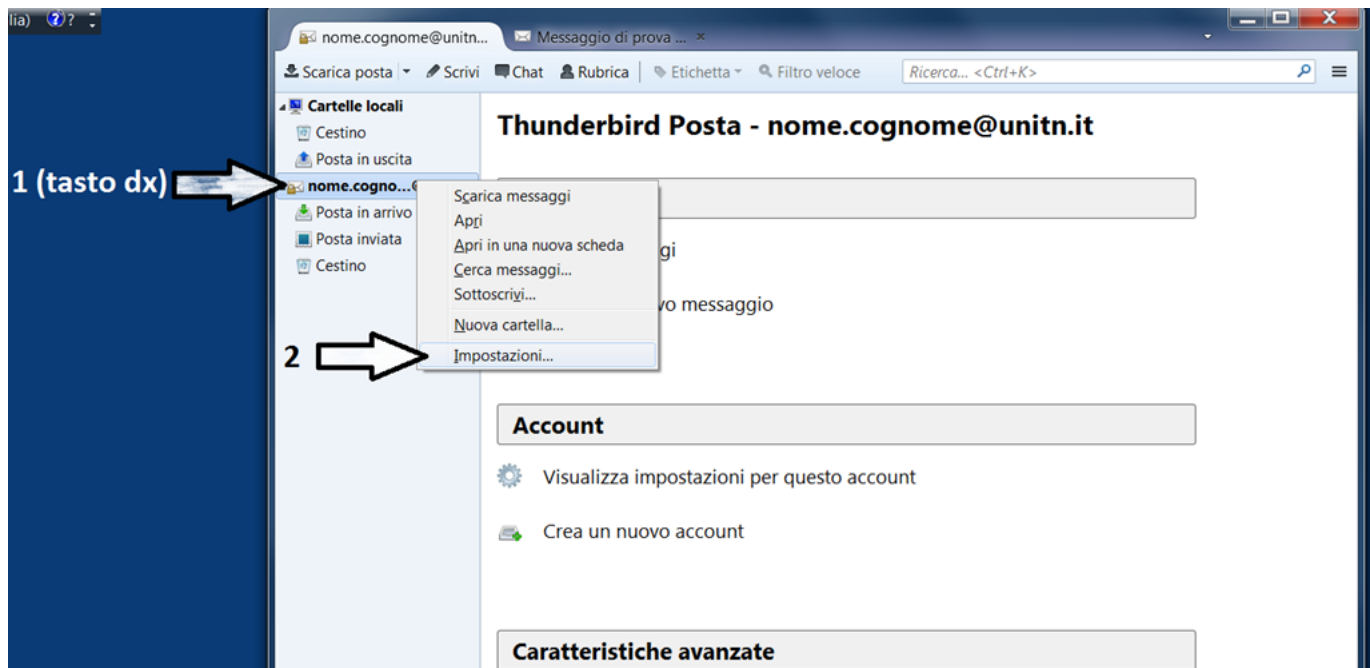 lia) ??
nome.cognome@unitn... Messaggio di prova ... ×
Scarica posta Scrivi Chat Rubrica Etichetta Filtro veloce Ricerca... <Ctrl+K>
Cartelle locali
Cestino
Posta in uscita
1 (tasto dx)
nome.cogno...
Posta in arrivo
Posta inviata
Cestino
Thunderbird Posta - nome.cognome@unitn.it
Scarica messaggi
Apri
Apri in una nuova scheda
Cerca messaggi...
Sottoscrivi...
Nuova cartella...
2
Impostazioni...
gi
vo messaggio
Account
Visualizza impostazioni per questo account
Crea un nuovo account
Caratteristiche avanzate